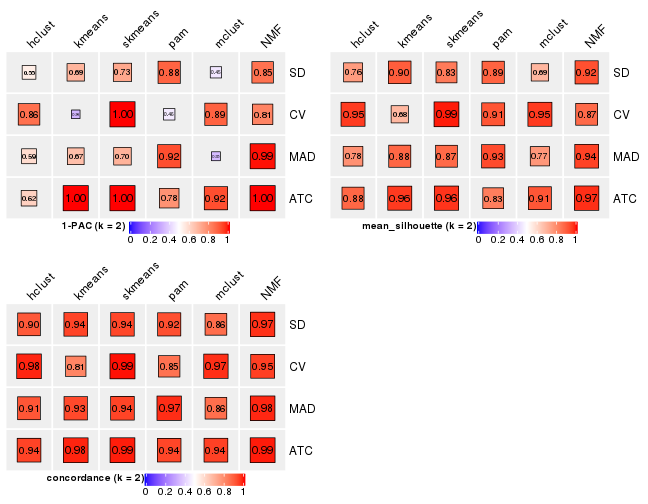 hclust kmeans skmeans pam mclust NMF
0.69 0.73 0.88 0.85 SD
0.86 1.00 0.89 0.81 CV
0.59 0.67 0.70 0.92 0.99 MAD
0.62 1.00 1.00 0.78 0.92 1.00 ATC
1-PAC (k = 2)
0 0.2 0.4 0.6 0.8 1
hclust kmeans skmeans pam mclust NMF
0.76 0.90 0.83 0.89 0.69 0.92 SD
0.95 0.68 0.99 0.91 0.95 0.87 CV
0.78 0.88 0.87 0.93 0.77 0.94 MAD
0.88 0.96 0.96 0.83 0.91 0.97 ATC
mean_silhouette (k = 2)
0 0.2 0.4 0.6 0.8 1
hclust kmeans skmeans pam mclust NMF
0.90 0.94 0.94 0.92 0.86 0.97 SD
0.98 0.81 0.99 0.85 0.97 0.95 CV
0.91 0.93 0.94 0.97 0.86 0.98 MAD
0.94 0.98 0.99 0.94 0.94 0.99 ATC
concordance (k = 2)
0 0.2 0.4 0.6 0.8 1